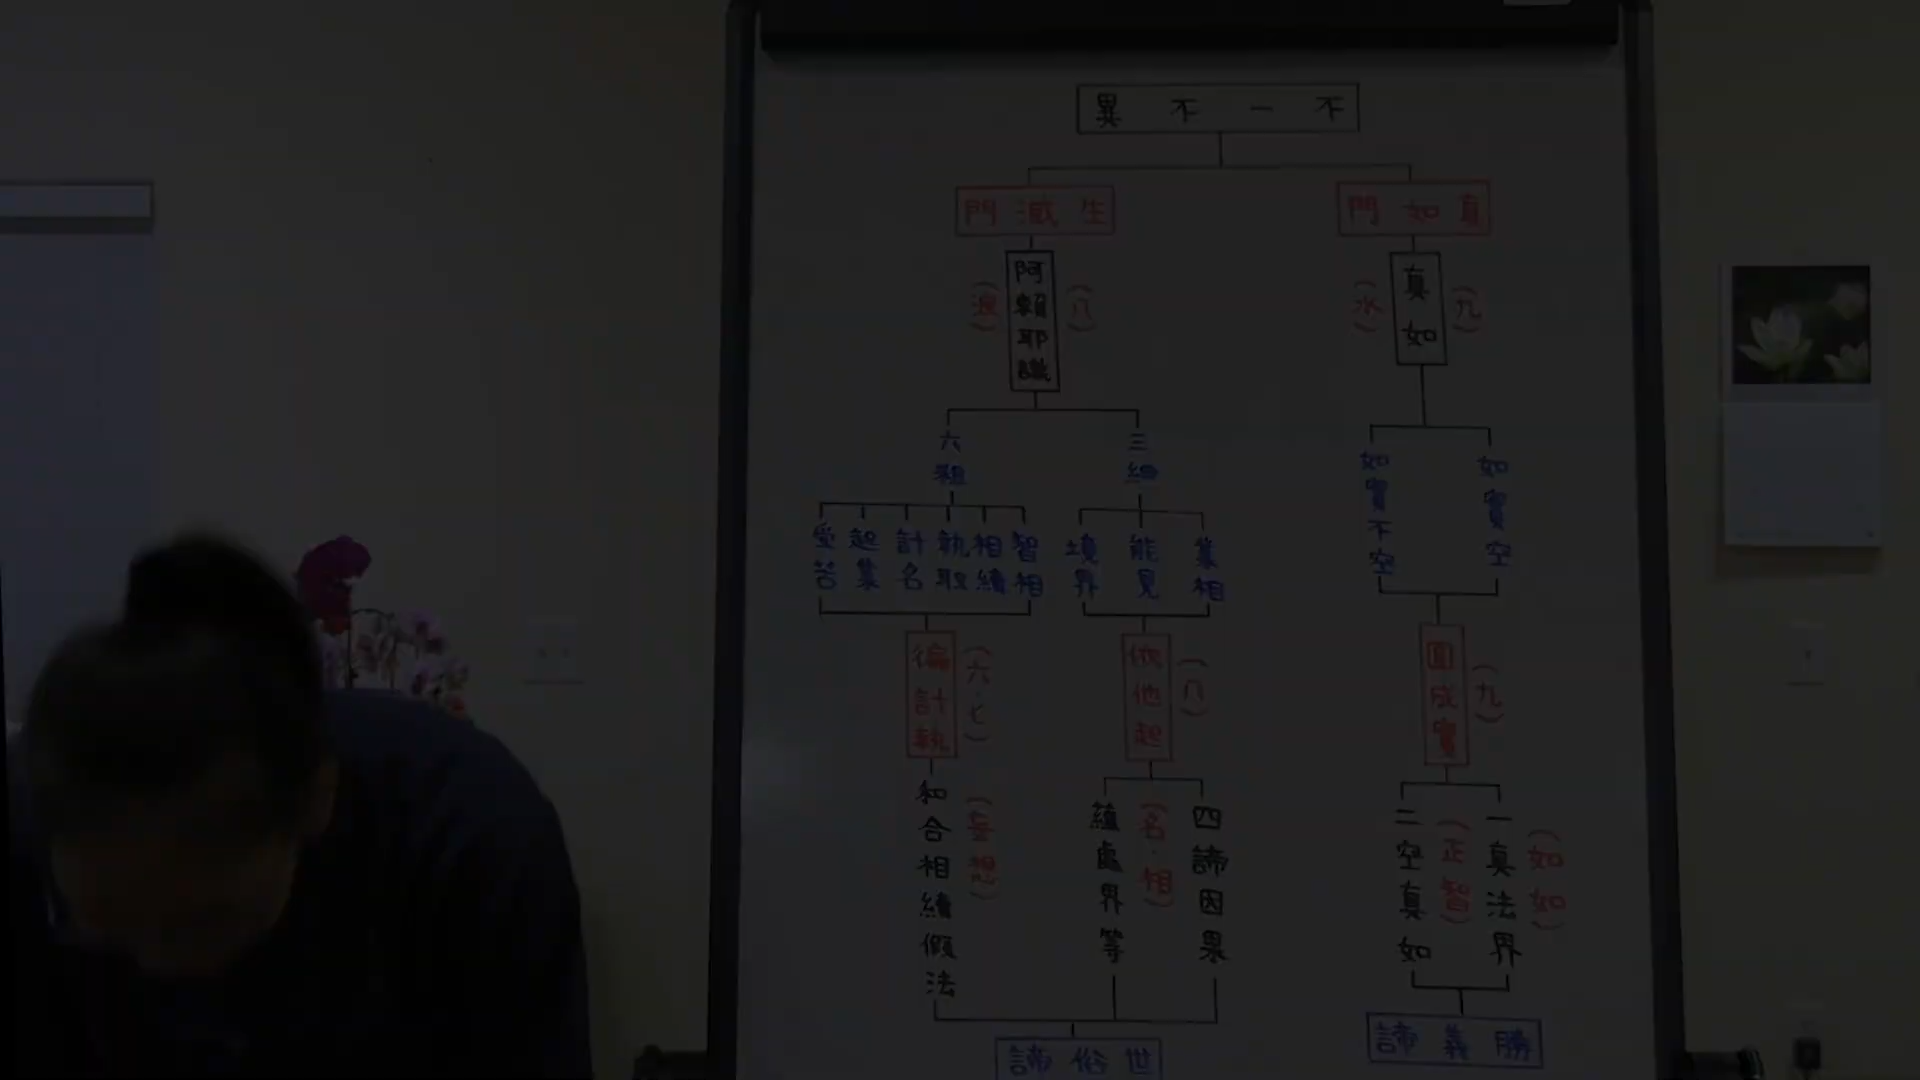 不一不異
真如門
生滅門
（九）
真如
（水）
（八）
阿賴耶識
（波）
如實空
如實不空
三細
六粗
業相
能見
境界
智相
相續
執取
計名
起業
受苦
（九）
圓成實
（八）
依他起
（六·七）
徧計執
（如如）
一真法界
（正智）
二空真如
四諦因果
（名·相）
蘊處界等
（妄想）
和合相續假法
勝義諦
世俗諦